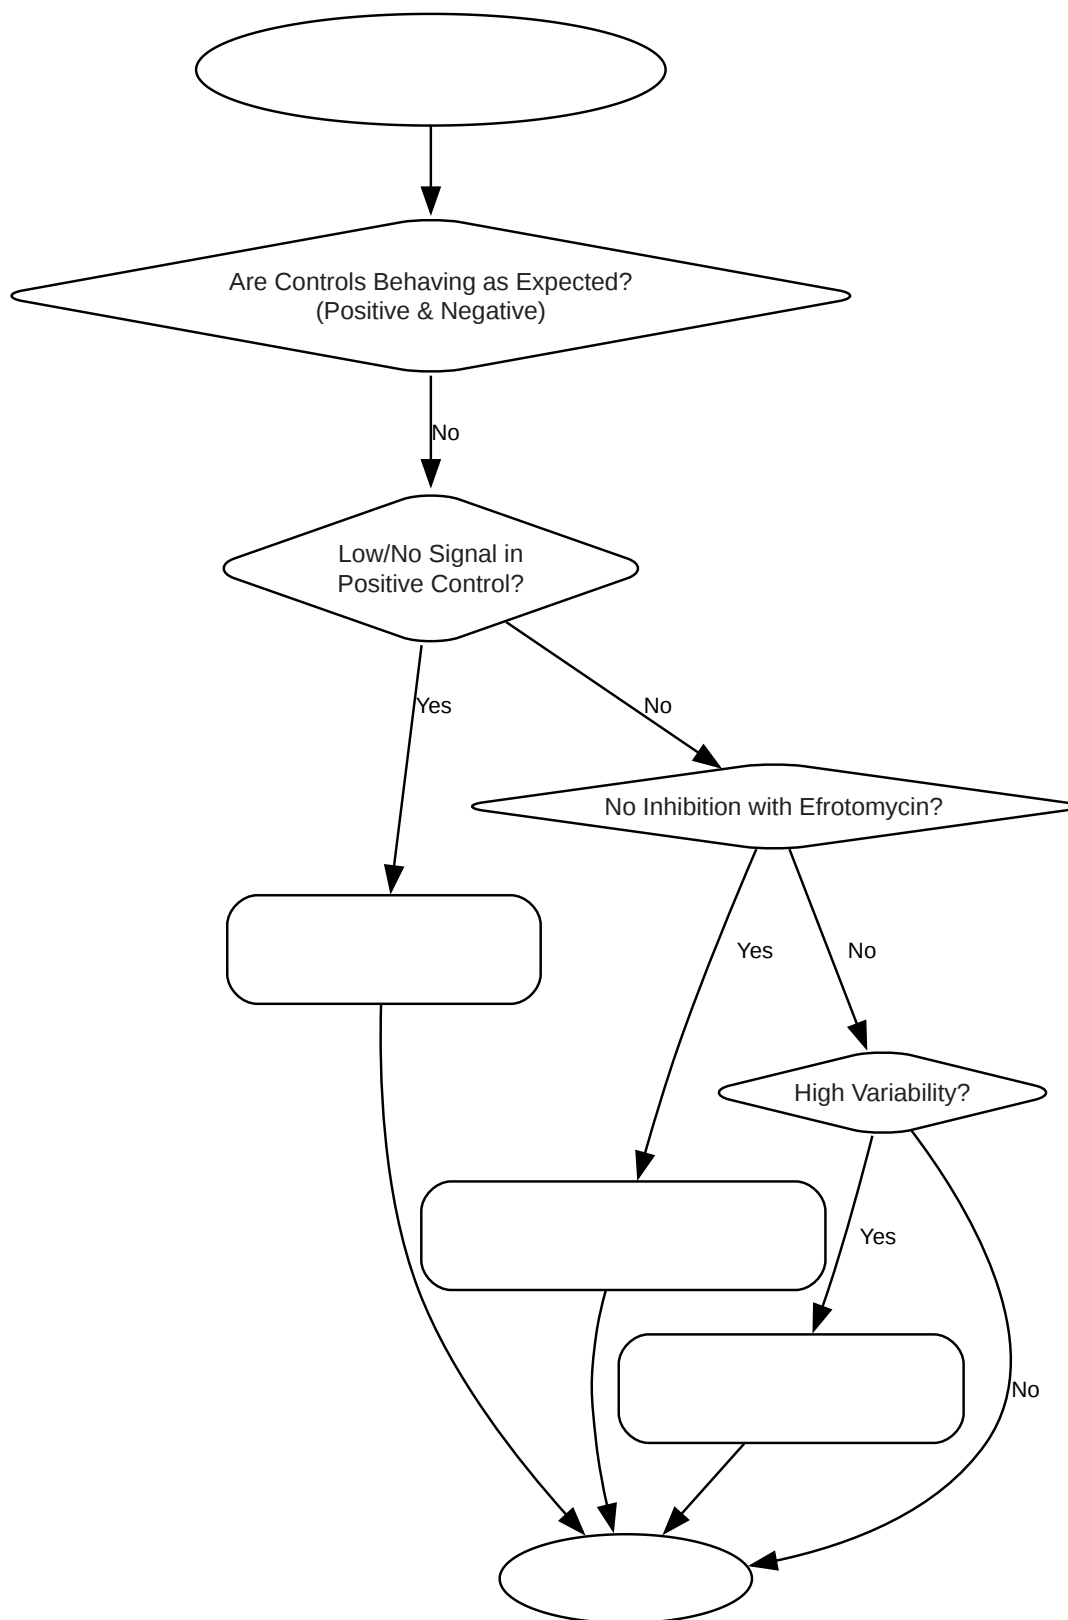 Are Controls Behaving as Expected?
(Positive & Negative)
No
Low/No Signal in
Positive Control?
Yes
No
No Inhibition with Efrotomycin?
Yes
No
High Variability?
Yes
No